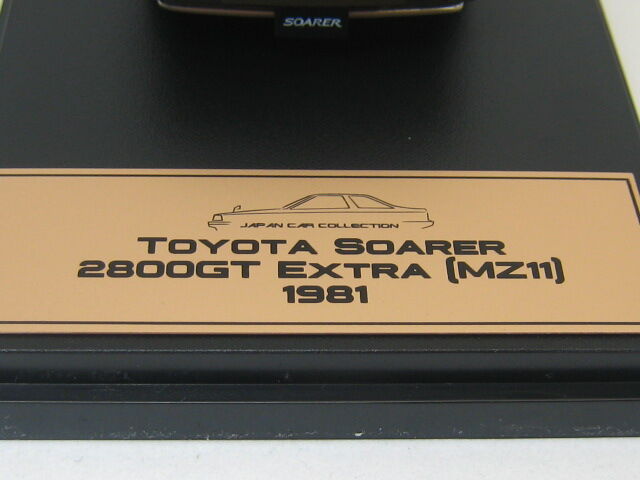 SOARER
JAPAN CAR COLLECTION
TOYOTA SOARER
2800GT EXTRA (MZ11)
1981